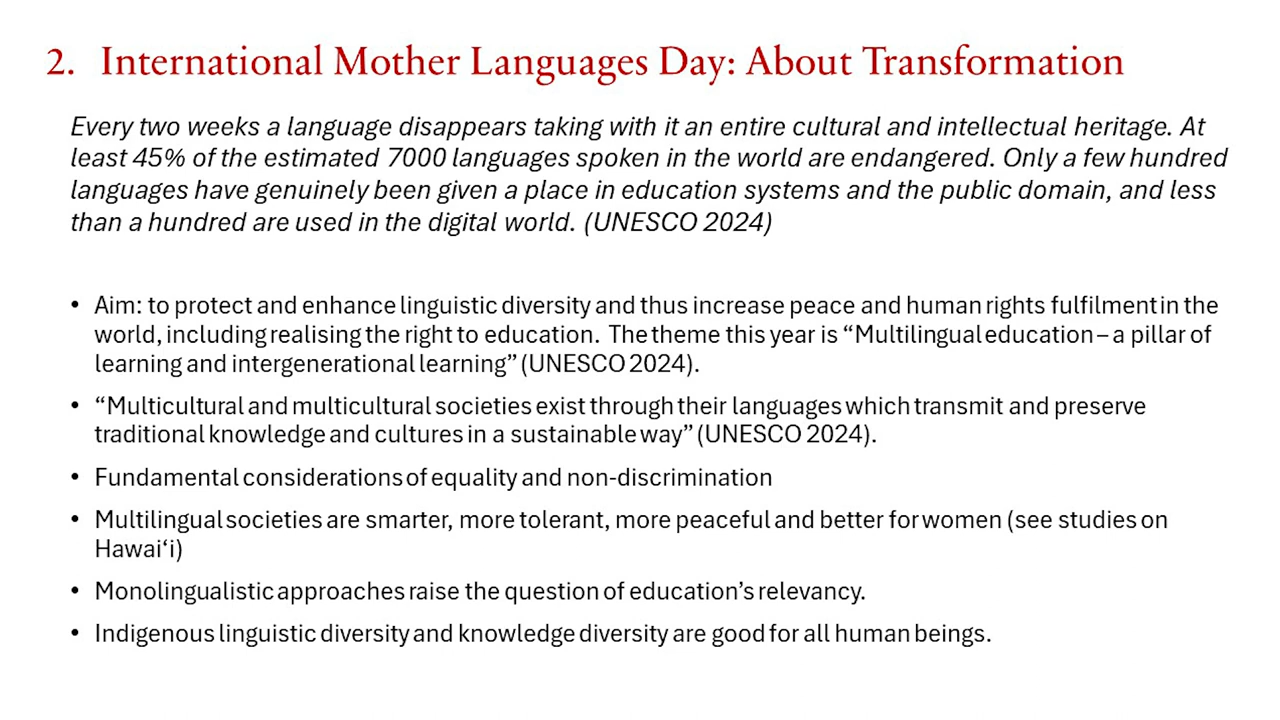 2. International Mother Languages Day: About Transformation
Every two weeks a language disappears taking with it an entire cultural and intellectual heritage. At
least 45% of the estimated 7000 languages spoken in the world are endangered. Only a few hundred
languages have genuinely been given a place in education systems and the public domain, and less
than a hundred are used in the digital world. (UNESCO 2024)
• Aim: to protect and enhance linguistic diversity and thus increase peace and human rights fulfilment in the
world, including realising the right to education. The theme this year is “Multilingual education – a pillar of
learning and intergenerational learning” (UNESCO 2024).
• “Multicultural and multicultural societies exist through their languages which transmit and preserve
traditional knowledge and cultures in a sustainable way” (UNESCO 2024).
• Fundamental considerations of equality and non-discrimination
• Multilingual societies are smarter, more tolerant, more peaceful and better for women (see studies on
Hawai‘i)
• Monolingualistic approaches raise the question of education’s relevancy.
• Indigenous linguistic diversity and knowledge diversity are good for all human beings.